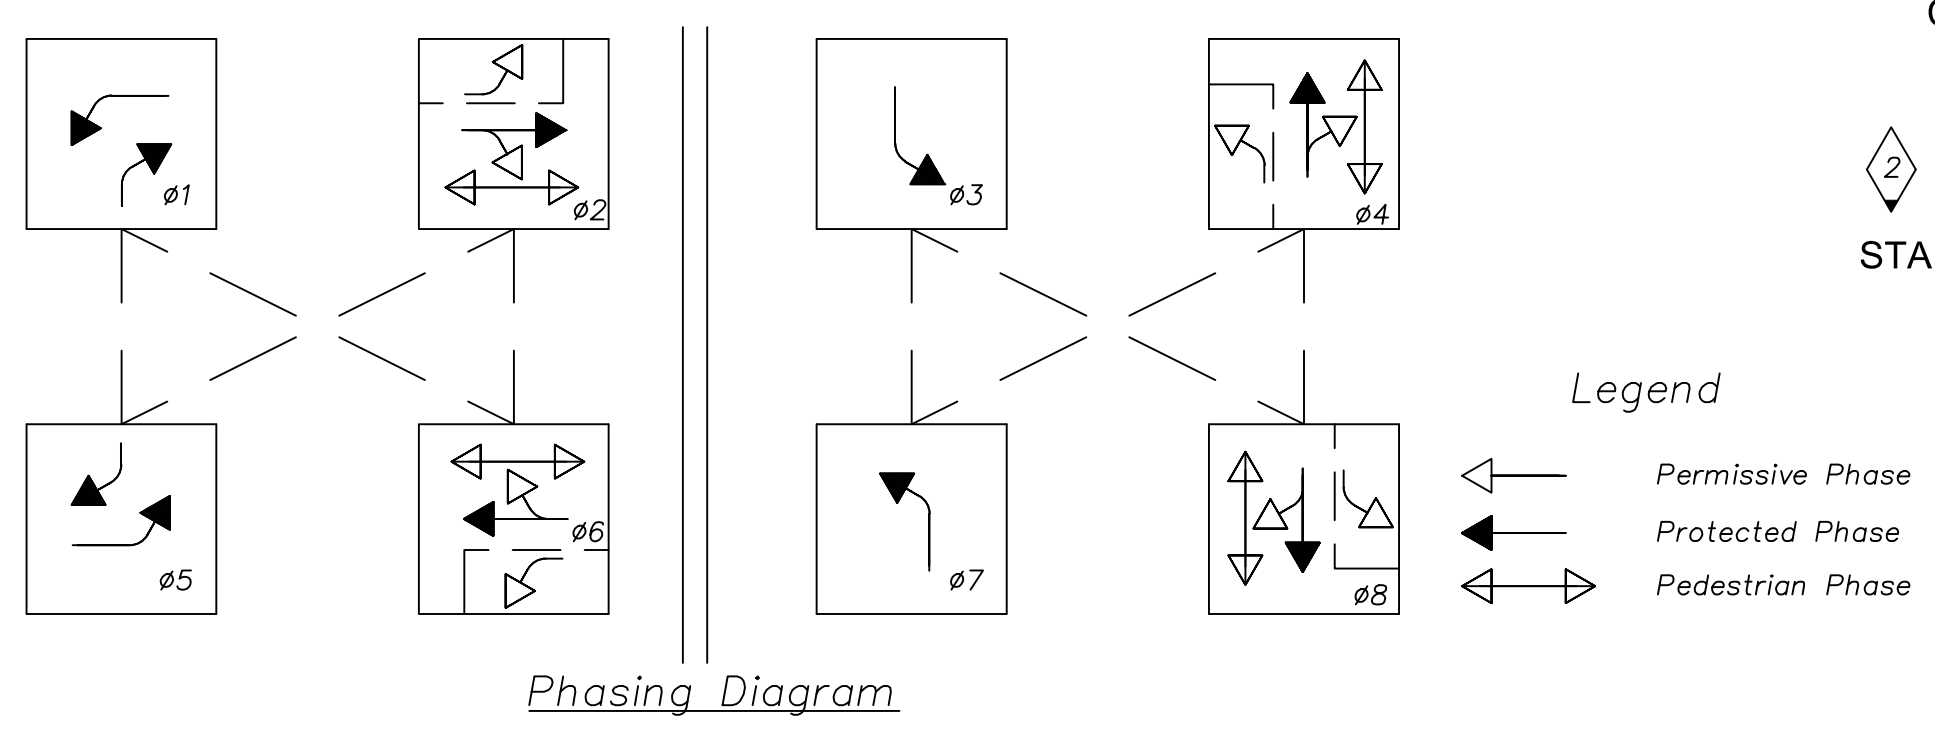 ø1
ø2
ø3
ø4
2
STA
ø5
ø6
ø7
ø8
Legend
Permissive Phase
Protected Phase
Pedestrian Phase
Phasing Diagram